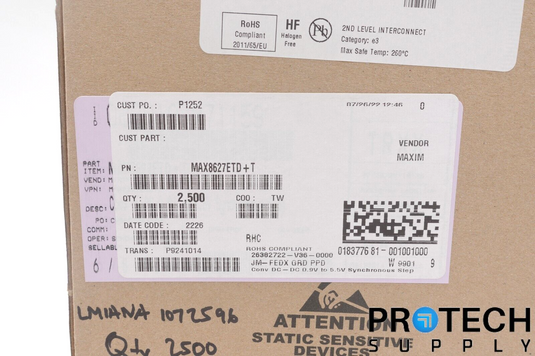 RoHS
Compliant
2011/65/EU
HF
Halogen
Free
Pb
2ND LEVEL INTERCONNECT
Category: e3
Max Safe Temp: 260°C
CUST PO.: P1252
07/26/22 12:46 0
CUST PART:
VENDOR
MAXIM
PN: MAX8627ETD+T
QTY: 2,500
COO: TW
DATE CODE: 2226
RHC
TRANS: P9241014
ROHS COMPLIANT
26382722-V36-0000
JM-FEDX GRD PPD
Conv DC-DC 0.9V to 5.5V Synchronous Step
0183776 81-001001000
W 9901 9
PART
ITEM:
VEND:
VPN:
DESC:
COMM:
OPER:
6 /
LMIANA 1072596
Qty 2500
ATTENTION
STATIC SENSITIVE
DEVICES
PROTECH
SUPPLY